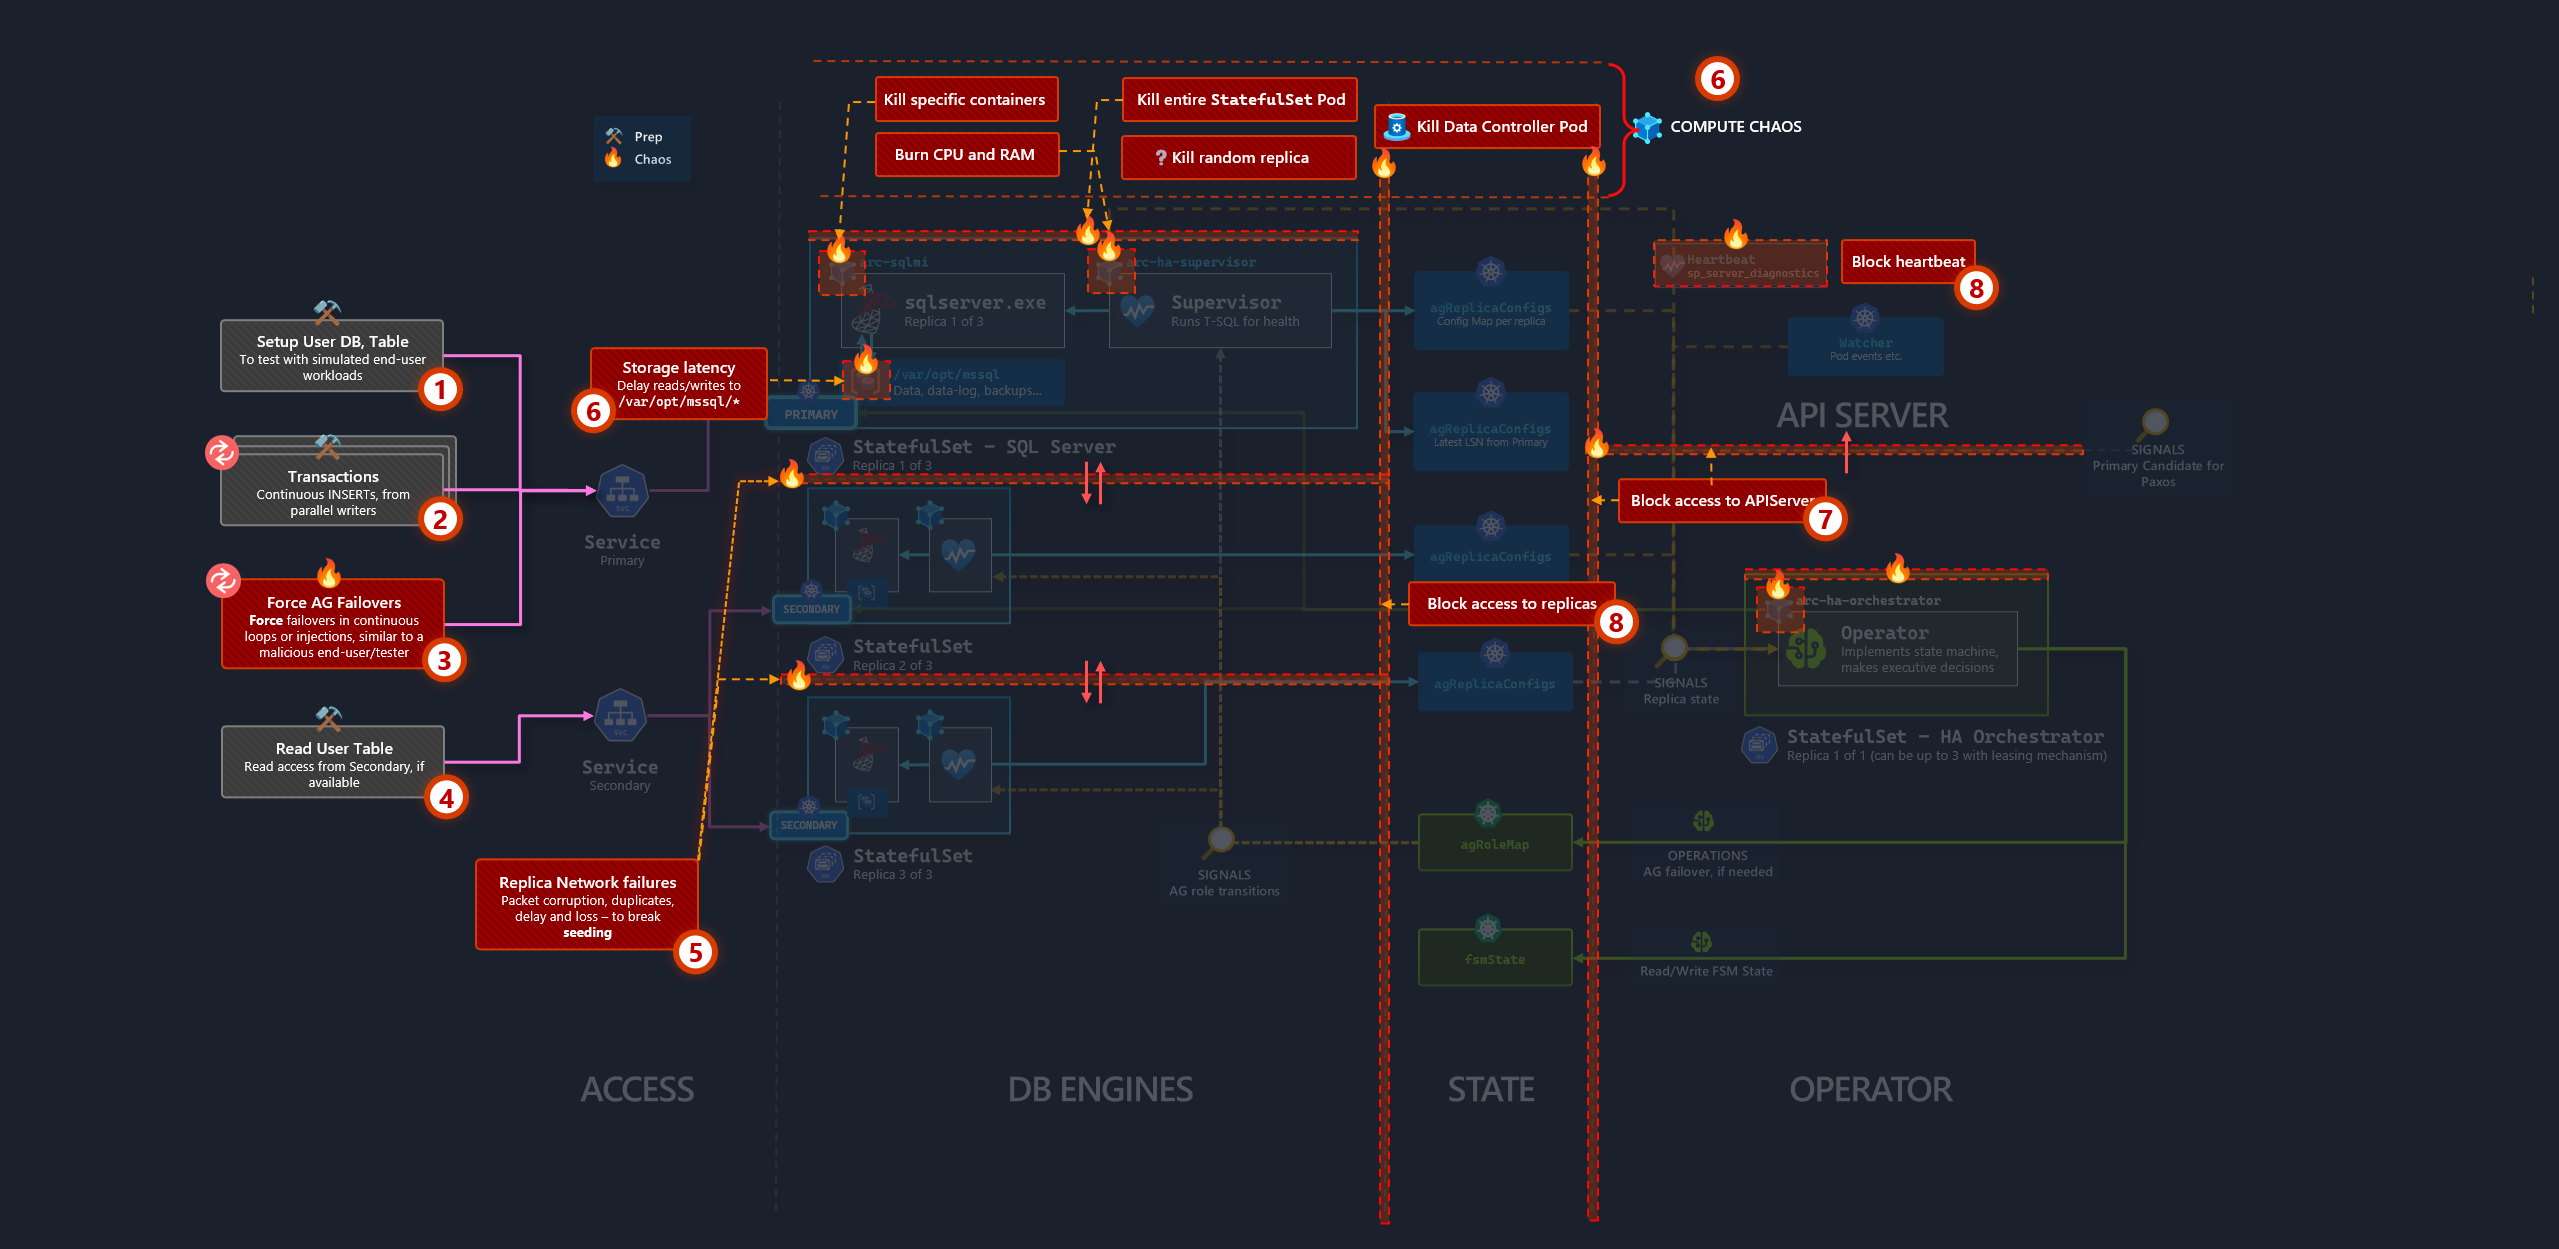 6
Kill specific containers
Kill entire StatefulSet Pod
Kill Data Controller Pod
COMPUTE CHAOS
Burn CPU and RAM
? Kill random replica
Prep
Chaos
arc-sqlmi
sqlserver.exe
Replica 1 of 3
arc-ha-supervisor
Supervisor
Runs T-SQL for health
/var/opt/mssql
Data, data-log, backups...
PRIMARY
StatefulSet - SQL Server
Replica 1 of 3
agReplicaConfigs
Config Map per replica
agReplicaConfigs
Latest LSN from Primary
Heartbeat
sp_server_diagnostics
Block heartbeat
8
Watcher
Pod events etc.
API SERVER
SIGNALS
Primary Candidate for
Paxos
Block access to APIServer
7
Setup User DB, Table
To test with simulated end-user
workloads
1
Storage latency
Delay reads/writes to
/var/opt/mssql/*
6
Transactions
Continuous INSERTs, from
parallel writers
2
SVC
Service
Primary
Force AG Failovers
Force failovers in continuous
loops or injections, similar to a
malicious end-user/tester
3
SECONDARY
StatefulSet
Replica 2 of 3
agReplicaConfigs
Block access to replicas
8
agReplicaConfigs
SIGNALS
Replica state
arc-ha-orchestrator
Operator
Implements state machine,
makes executive decisions
StatefulSet - HA Orchestrator
Replica 1 of 1 (can be up to 3 with leasing mechanism)
Read User Table
Read access from Secondary, if
available
4
SVC
Service
Secondary
SECONDARY
StatefulSet
Replica 3 of 3
SIGNALS
AG role transitions
agRoleMap
OPERATIONS
AG failover, if needed
Replica Network failures
Packet corruption, duplicates,
delay and loss – to break
seeding
5
fsmState
Read/Write FSM State
ACCESS
DB ENGINES
STATE
OPERATOR